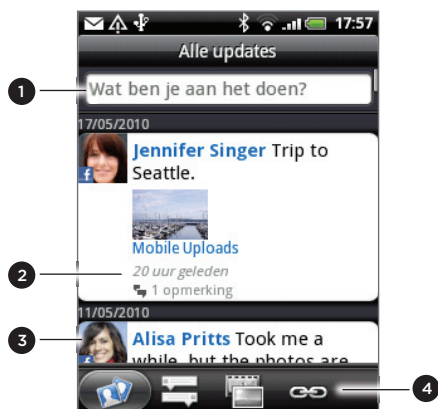 17:57
Alle updates
1
Wat ben je aan het doen?
17/05/2010
Jennifer Singer Trip to
Seattle.
Mobile Uploads
2
20 uur geleden
1 opmerking
11/05/2010
3
Alisa Pritts Took me a
while, but the photos are
4